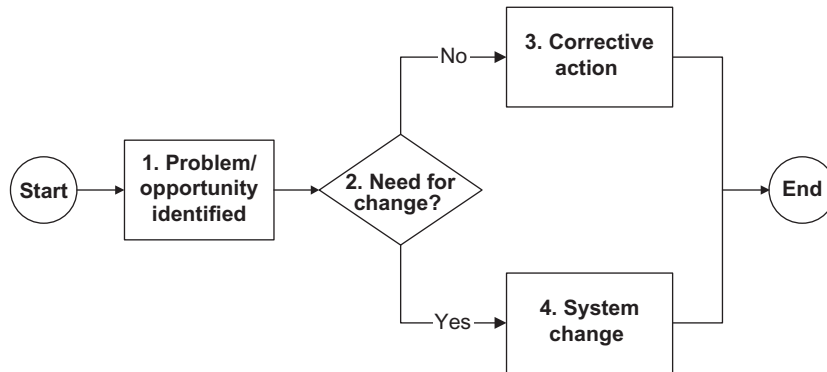 Start
1. Problem/
opportunity
identified
2. Need for
change?
No
3. Corrective
action
Yes
4. System
change
End